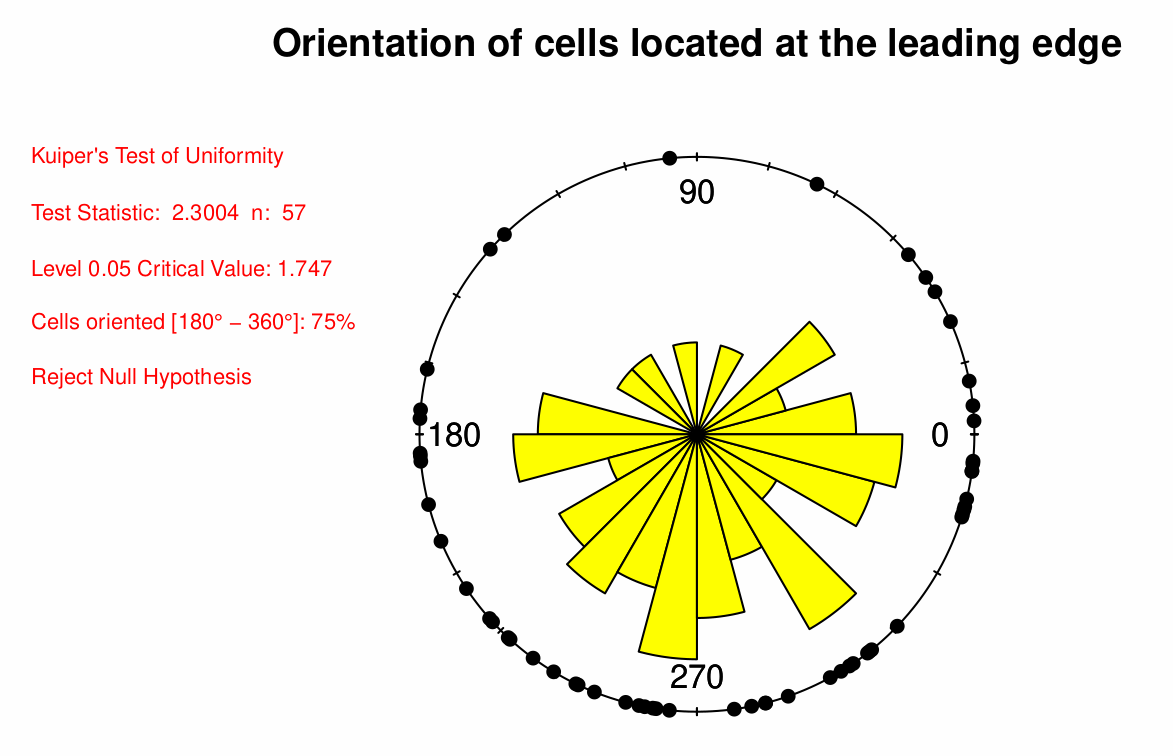 Orientation of cells located at the leading edge
Kuiper's Test of Uniformity
Test Statistic:  2.3004  n:  57
Level 0.05 Critical Value: 1.747
Cells oriented [180° – 360°]: 75%
Reject Null Hypothesis
90
180
0
270